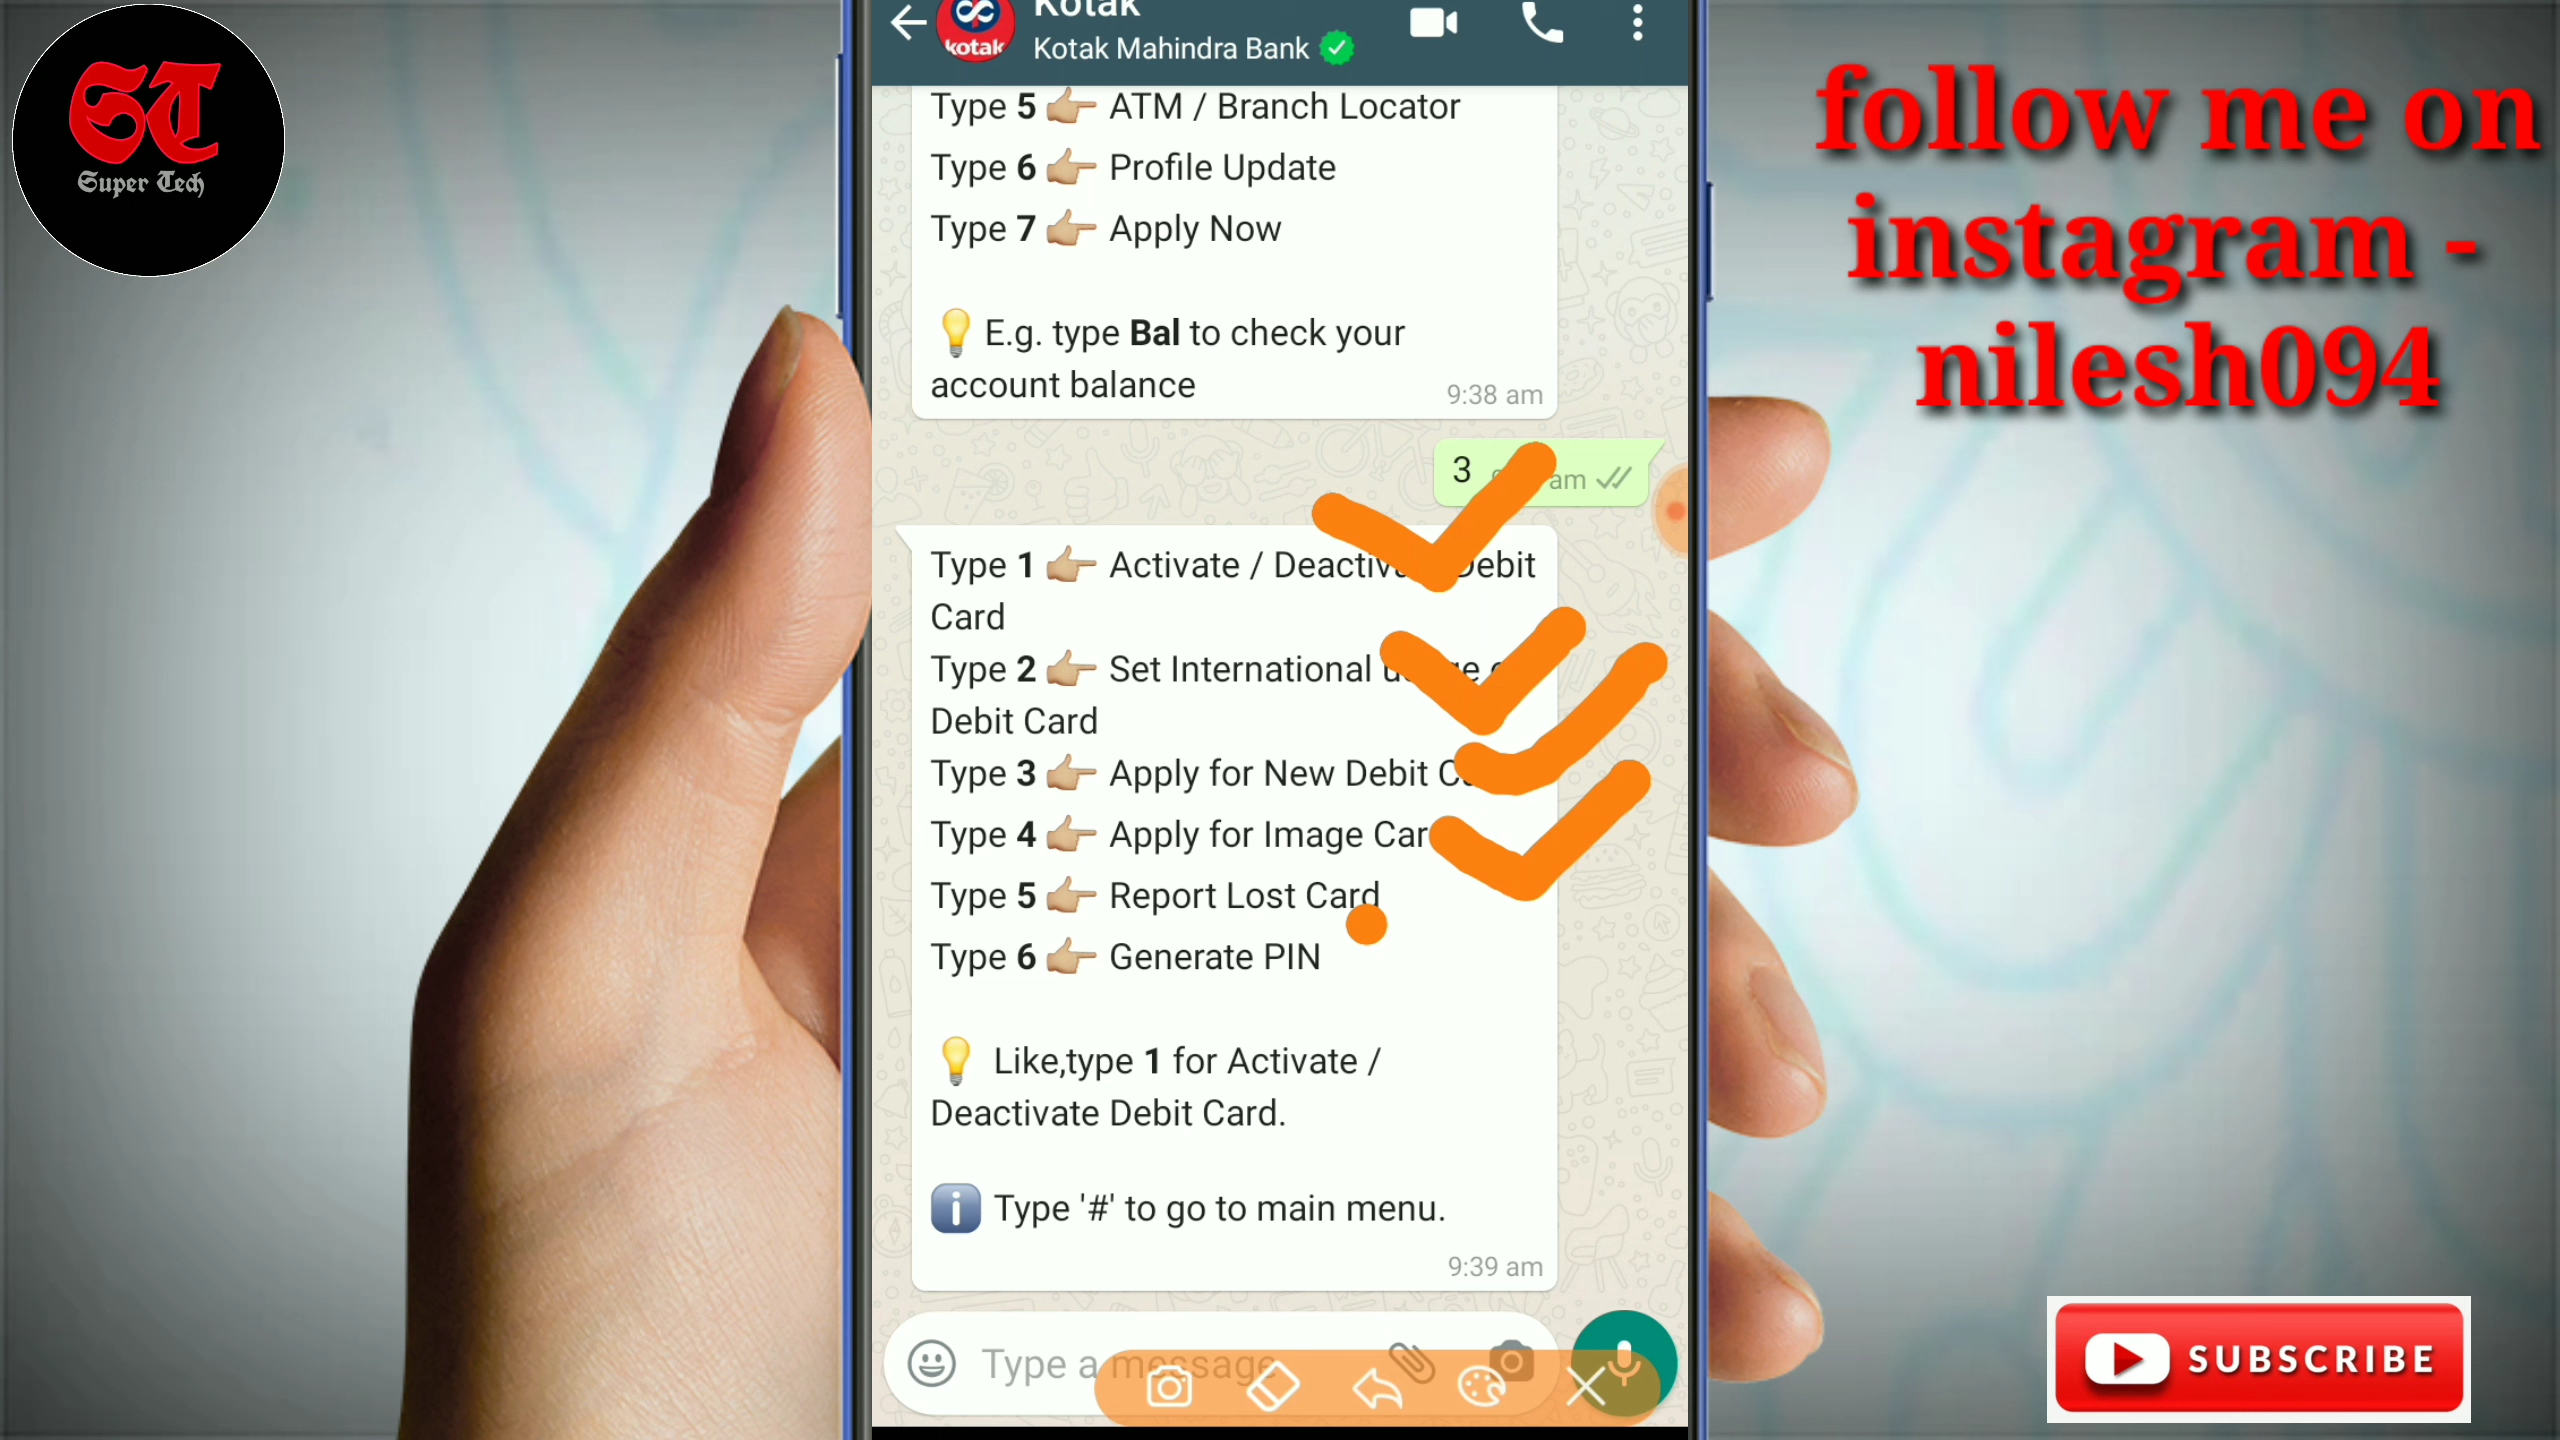 ST
Super Tech
Kotak
kotak
Kotak Mahindra Bank
follow me on
instagram -
nilesh094
Type 5 👉🏼 ATM / Branch Locator
Type 6 👉🏼 Profile Update
Type 7 👉🏼 Apply Now
💡 E.g. type Bal to check your
account balance
9:38 am
3 am
Type 1 👉🏼 Activate / Debit
Card
Type 2 👉🏼 Set International
Debit Card
Type 3 👉🏼 Apply for New Debit
Type 4 👉🏼 Apply for Image
Type 5 👉🏼 Report Lost Card
Type 6 👉🏼 Generate PIN
💡 Like,type 1 for Activate /
Deactivate Debit Card.
ℹ️ Type '#' to go to main menu.
9:39 am
Type a message
SUBSCRIBE